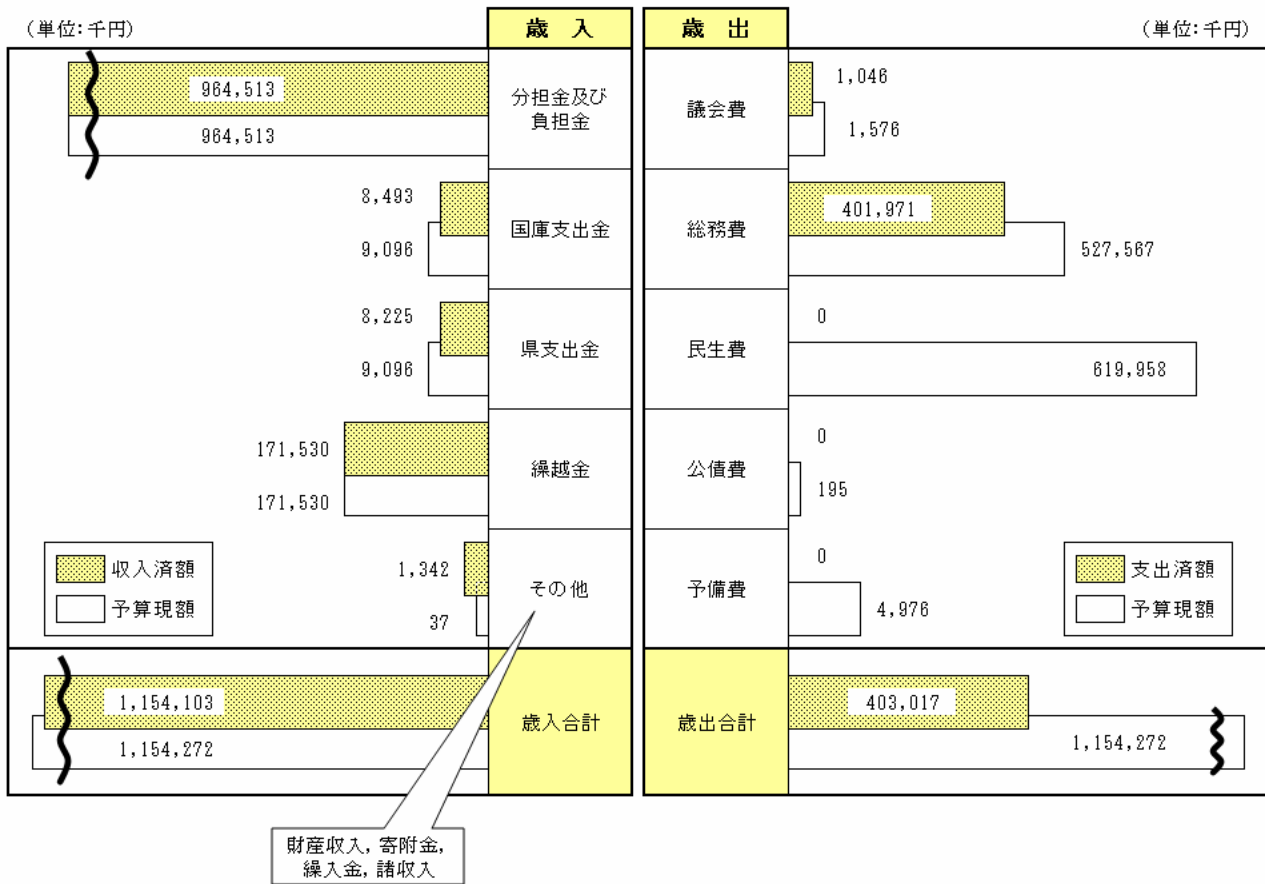 (単位:千円)
歳 入
歳 出
(単位:千円)
964,513
964,513
分担金及び
負担金
議会費
1,046
1,576
8,493
9,096
国庫支出金
総務費
401,971
527,567
8,225
9,096
県支出金
民生費
0
619,958
171,530
171,530
繰越金
公債費
0
195
収入済額
予算現額
1,342
37
その他
予備費
0
4,976
支出済額
予算現額
1,154,103
1,154,272
歳入合計
歳出合計
403,017
1,154,272
財産収入, 寄附金,
繰入金, 諸収入